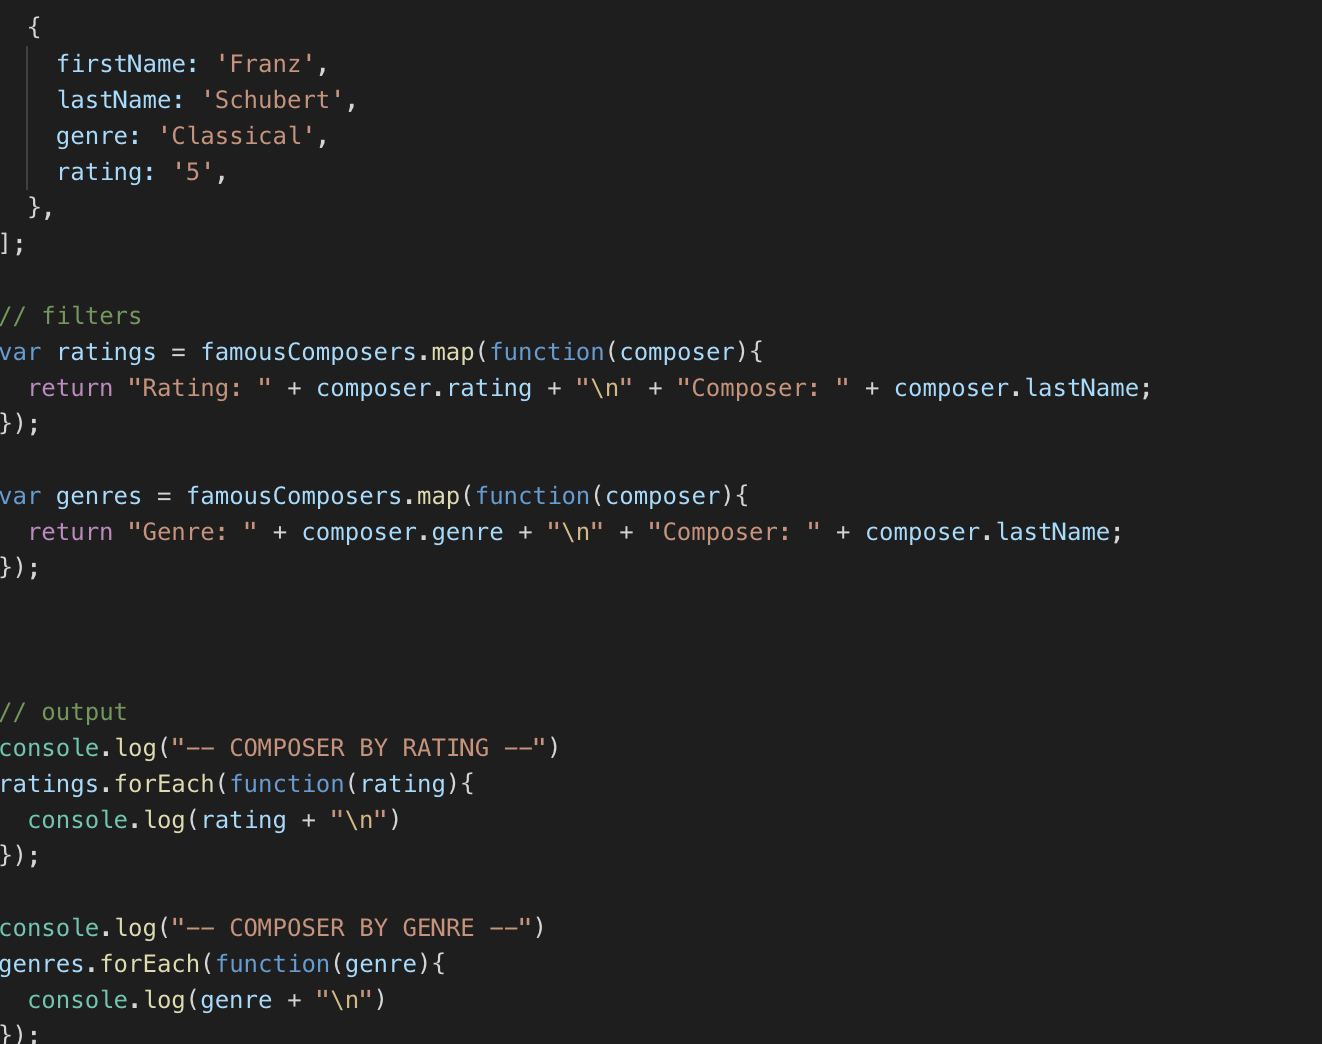 {
firstName: 'Franz',
lastName: 'Schubert',
genre: 'Classical',
rating: '5',
},
];
// filters
var ratings = famousComposers.map(function(composer){
return "Rating: " + composer.rating + "\n" + "Composer: " + composer.lastName;
});
var genres = famousComposers.map(function(composer){
return "Genre: " + composer.genre + "\n" + "Composer: " + composer.lastName;
});
// output
console.log("-- COMPOSER BY RATING --")
ratings.forEach(function(rating){
console.log(rating + "\n")
});
console.log("-- COMPOSER BY GENRE --")
genres.forEach(function(genre){
console.log(genre + "\n")
});